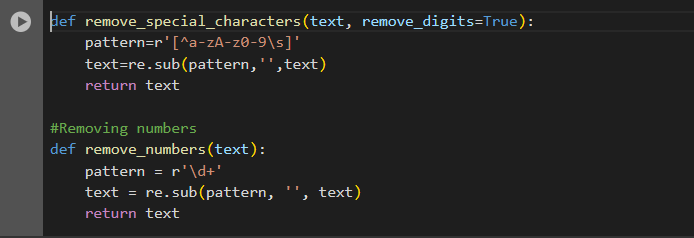 def remove_special_characters(text, remove_digits=True):
    pattern=r'[^a-zA-z0-9\s]'
    text=re.sub(pattern,'',text)
    return text
#Removing numbers
def remove_numbers(text):
    pattern = r'\d+'
    text = re.sub(pattern, '', text)
    return text